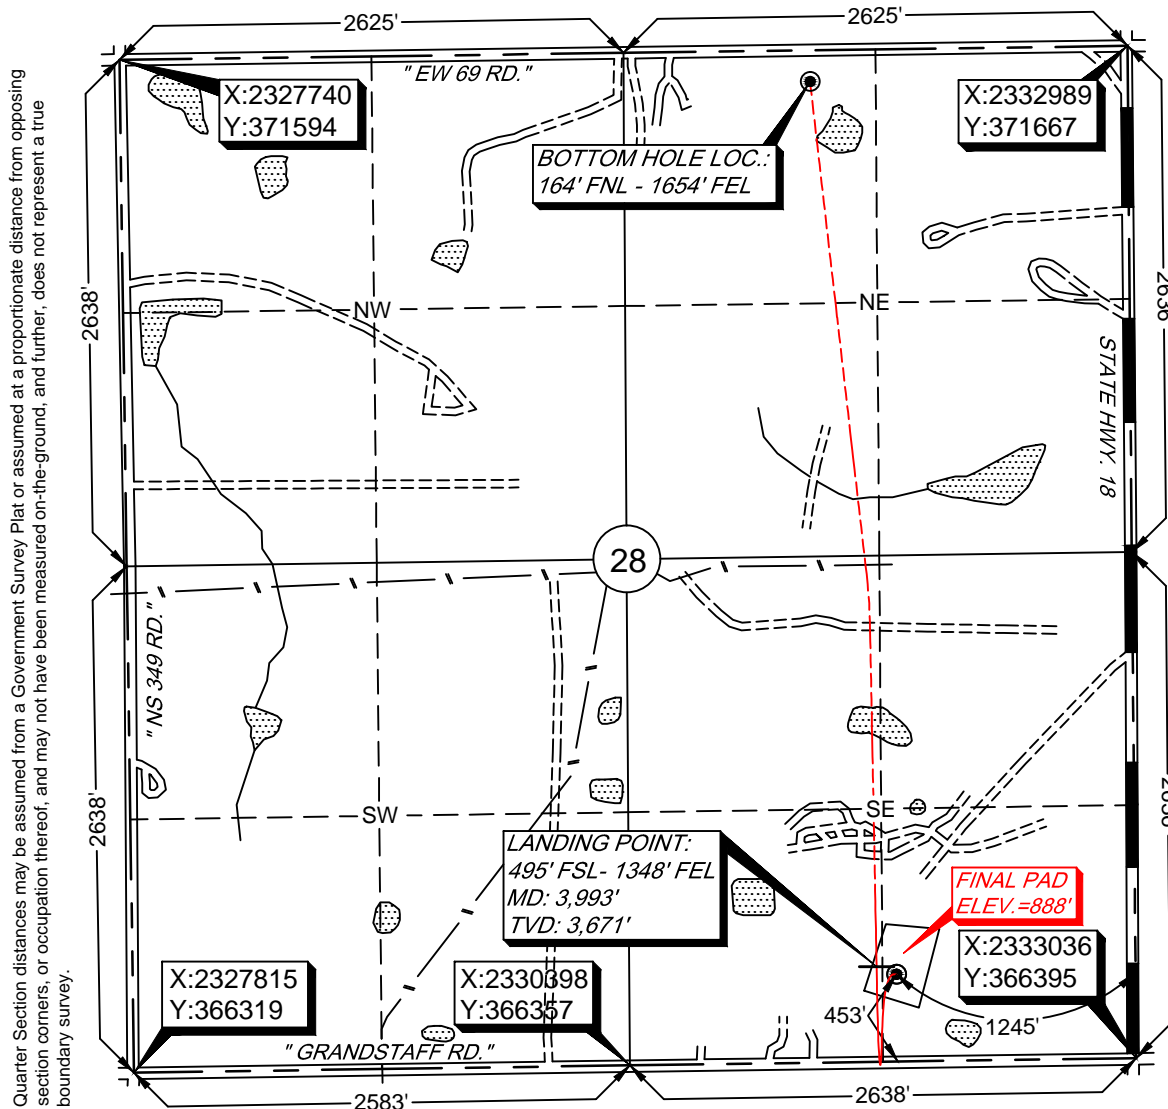 2625'
2625'
" EW 69 RD."
X:2327740
Y:371594
X:2332989
Y:371667
BOTTOM HOLE LOC.:
164' FNL - 1654' FEL
Quarter Section distances may be assumed from a Government Survey Plat or assumed at a proportionate distance from opposing
section corners, or occupation thereof, and may not have been measured on-the-ground, and further, does not represent a true
boundary survey.
2638'
NW
NE
2636'
STATE HWY. 18
28
" NS 349 RD."
2638'
SW
SE
LANDING POINT:
495' FSL- 1348' FEL
MD: 3,993'
TVD: 3,671'
FINAL PAD
ELEV.=888'
X:2327815
Y:366319
X:2330398
Y:366357
X:2333036
Y:366395
453'
1245'
" GRANDSTAFF RD."
2583'
2638'